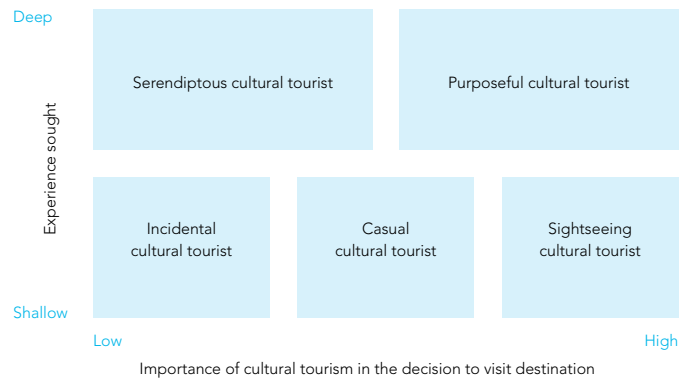 Deep
Experience sought
Serendiptous cultural tourist
Purposeful cultural tourist
Incidental
cultural tourist
Casual
cultural tourist
Sightseeing
cultural tourist
Shallow
Low
High
Importance of cultural tourism in the decision to visit destination